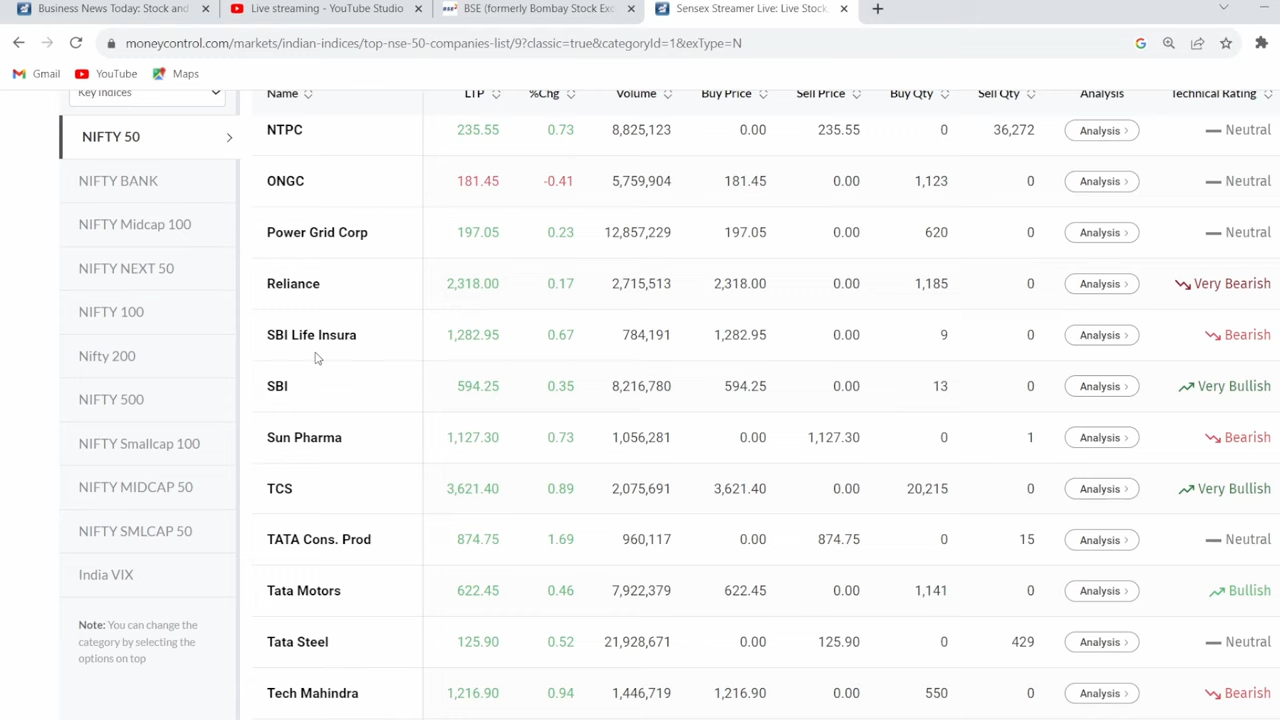 Business News Today: Stock and × Live streaming - YouTube Studio × BSE (formerly Bombay Stock Exc × Sensex Streamer Live: Live Stock, × +
moneycontrol.com/markets/indian-indices/top-nse-50-companies-list/9?classic=true&categoryId=1&exType=N
Gmail YouTube Maps
Key Indices
Name LTP %Chg Volume Buy Price Sell Price Buy Qty Sell Qty Analysis Technical Rating
NIFTY 50
NIFTY BANK
NIFTY Midcap 100
NIFTY NEXT 50
NIFTY 100
Nifty 200
NIFTY 500
NIFTY Smallcap 100
NIFTY MIDCAP 50
NIFTY SMLCAP 50
India VIX
Note: You can change the
category by selecting the
options on top
NTPC 235.55 0.73 8,825,123 0.00 235.55 0 36,272 Analysis Neutral
ONGC 181.45 -0.41 5,759,904 181.45 0.00 1,123 0 Analysis Neutral
Power Grid Corp 197.05 0.23 12,857,229 197.05 0.00 620 0 Analysis Neutral
Reliance 2,318.00 0.17 2,715,513 2,318.00 0.00 1,185 0 Analysis Very Bearish
SBI Life Insura 1,282.95 0.67 784,191 1,282.95 0.00 9 0 Analysis Bearish
SBI 594.25 0.35 8,216,780 594.25 0.00 13 0 Analysis Very Bullish
Sun Pharma 1,127.30 0.73 1,056,281 0.00 1,127.30 0 1 Analysis Bearish
TCS 3,621.40 0.89 2,075,691 3,621.40 0.00 20,215 0 Analysis Very Bullish
TATA Cons. Prod 874.75 1.69 960,117 0.00 874.75 0 15 Analysis Neutral
Tata Motors 622.45 0.46 7,922,379 622.45 0.00 1,141 0 Analysis Bullish
Tata Steel 125.90 0.52 21,928,671 0.00 125.90 0 429 Analysis Neutral
Tech Mahindra 1,216.90 0.94 1,446,719 1,216.90 0.00 550 0 Analysis Bearish